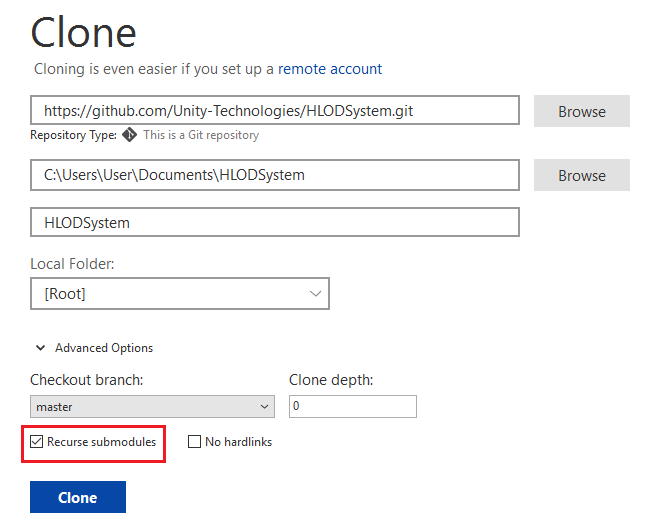 Clone
Cloning is even easier if you set up a remote account
https://github.com/Unity-Technologies/HLODSystem.git
Browse
Repository Type: This is a Git repository
C:\Users\User\Documents\HLODSystem
Browse
HLODSystem
Local Folder:
[Root]
Advanced Options
Checkout branch: Clone depth:
master 0
Recurse submodules No hardlinks
Clone